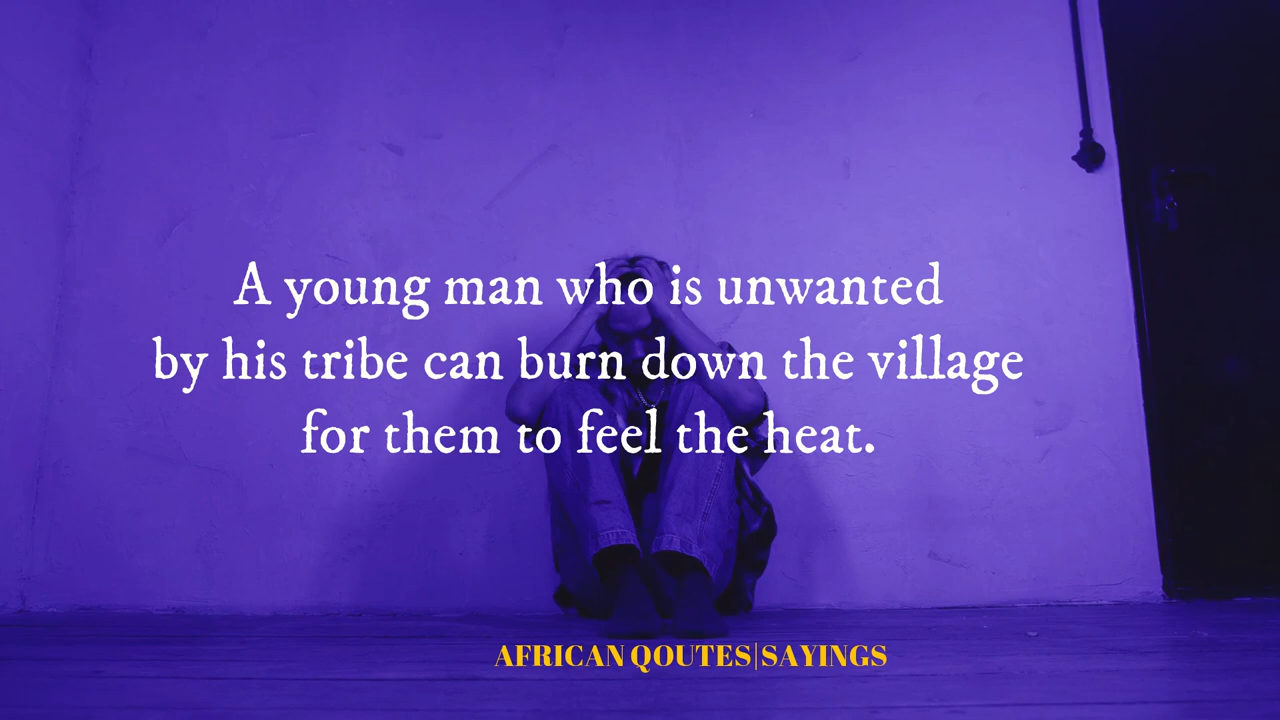 A young man who is unwanted
by his tribe can burn down the village
for them to feel the heat.
AFRICAN QOUTES|SAYINGS